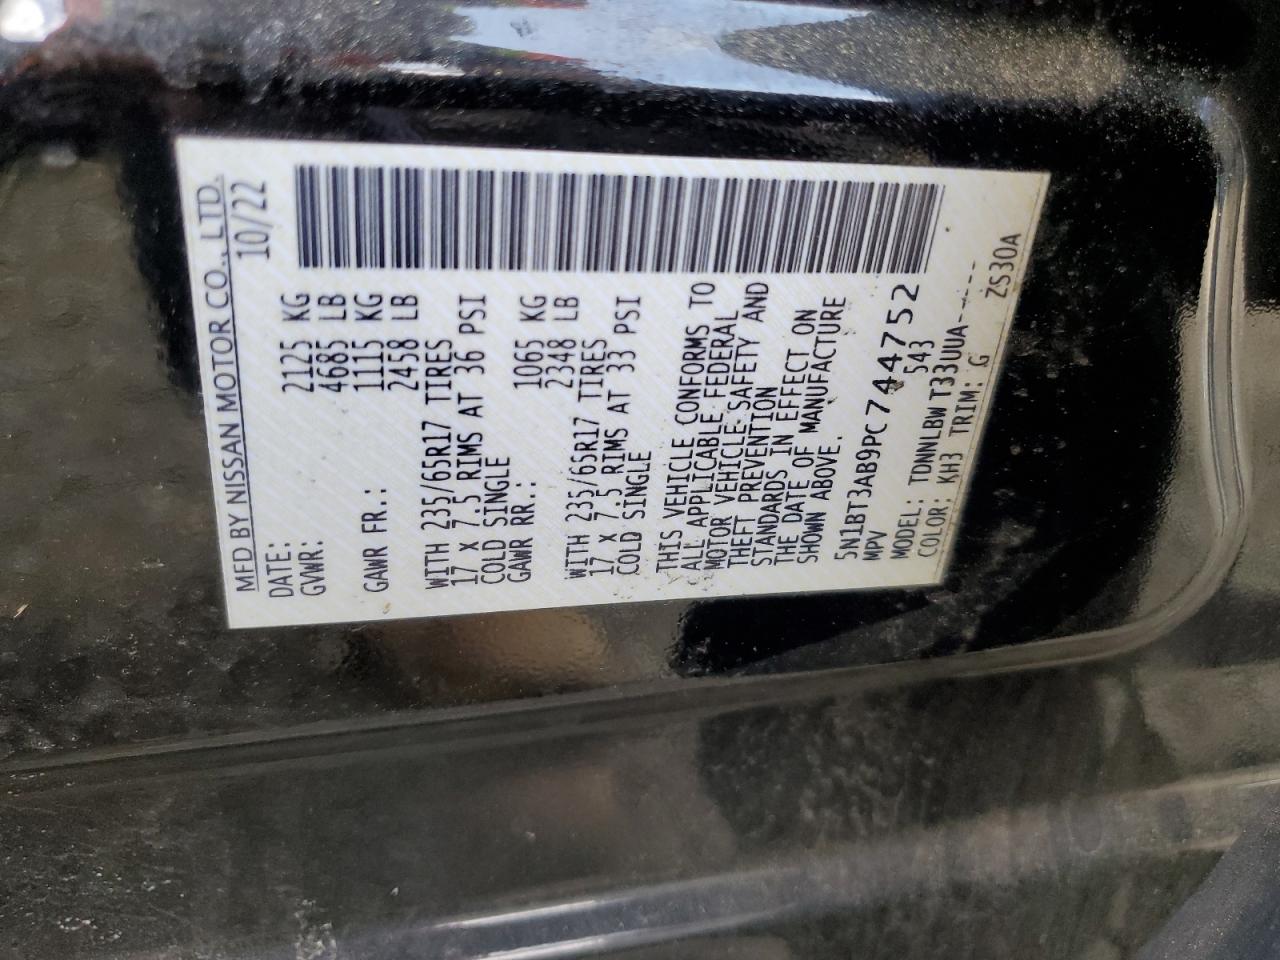 MFD BY NISSAN MOTOR CO., LTD.
DATE: 10/22
GVWR: 2125 KG
4685 LB
GAWR FR.: 1115 KG
2458 LB
WITH 235/65R17 TIRES
17 X 7.5 RIMS AT 36 PSI
COLD SINGLE
GAWR RR.: 1065 KG
2348 LB
WITH 235/65R17 TIRES
17 X 7.5 RIMS AT 33 PSI
COLD SINGLE
THIS VEHICLE CONFORMS TO
ALL APPLICABLE FEDERAL
MOTOR VEHICLE SAFETY AND
THEFT PREVENTION
STANDARDS IN EFFECT ON
THE DATE OF MANUFACTURE
SHOWN ABOVE.
5N1BT3AB9PC744752
MPV 543
MODEL: TDNNLBW T33UUA-----
COLOR: KH3 TRIM: G ZS30A